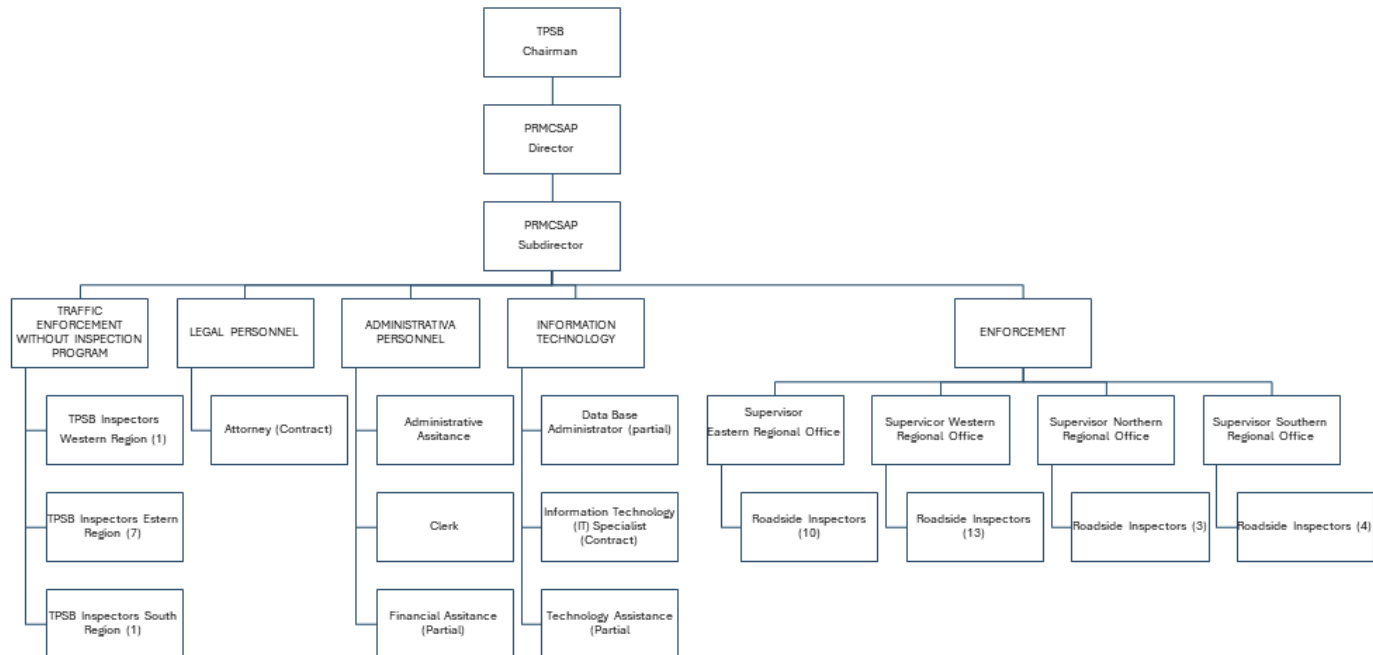 TPSB
Chairman
PRMCSAP
Director
PRMCSAP
Subdirector
TRAFFIC
ENFORCEMENT
WITHOUT INSPECTION
PROGRAM
LEGAL PERSONNEL
ADMINISTRATIVA
PERSONNEL
INFORMATION
TECHNOLOGY
ENFORCEMENT
TPSB Inspectors
Western Region (1)
Attorney (Contract)
Administrative
Assitance
Data Base
Administrator (partial)
Supervisor
Eastern Regional Office
Supervicor Western
Regional Office
Supervisor Northern
Regional Office
Supervisor Southern
Regional Office
TPSB Inspectors Estern
Region (7)
Clerk
Information Technology
(IT) Specialist
(Contract)
Roadside Inspectors
(10)
Roadside Inspectors
(13)
Roadside Inspectors (3)
Roadside Inspectors (4)
TPSB Inspectors South
Region (1)
Financial Assitance
(Partial)
Technology Assistance
(Partial